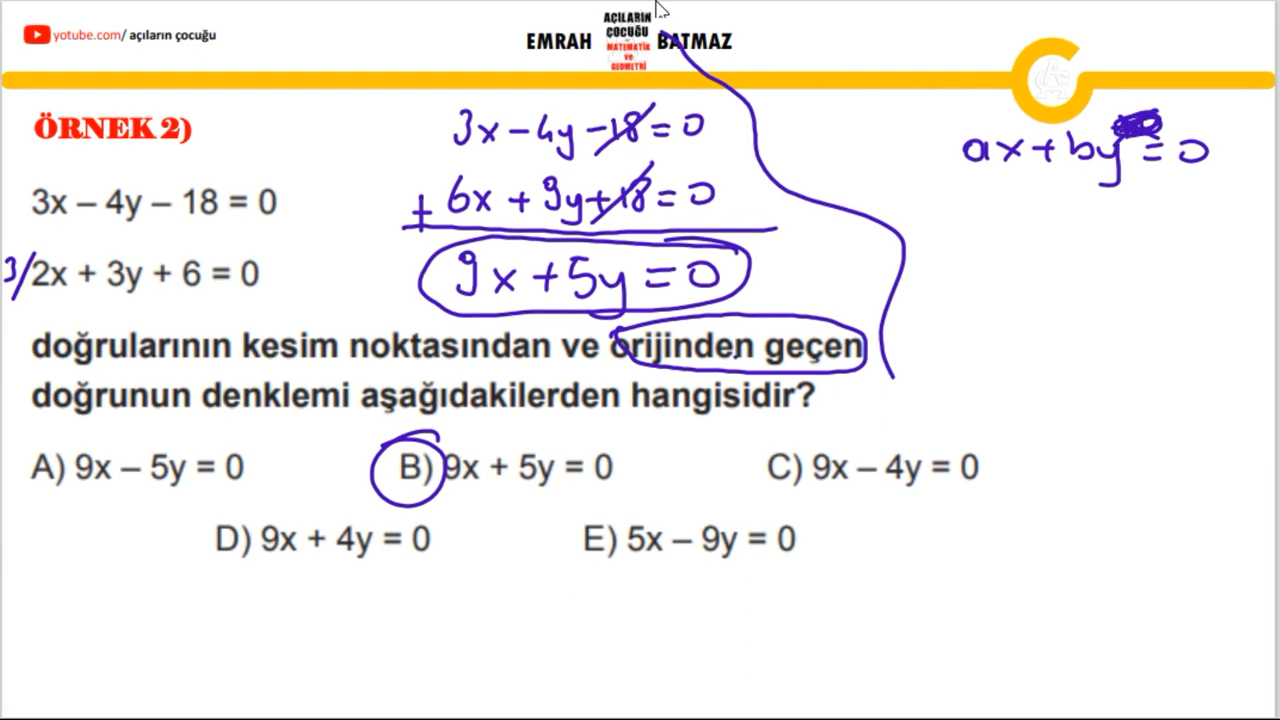 yotube.com/ açıların çocuğu
EMRAH AÇILARIN ÇOCUĞU MATEMATİK ve GEOMETRİ BATMAZ
ÖRNEK 2)
3x – 4y – 18 = 0
3/ 2x + 3y + 6 = 0
3x – 4y – 18 = 0
+ 6x + 9y + 18 = 0
9x + 5y = 0
ax + by = 0
doğrularının kesim noktasından ve orijinden geçen
doğrunun denklemi aşağıdakilerden hangisidir?
A) 9x – 5y = 0 B) 9x + 5y = 0 C) 9x – 4y = 0
D) 9x + 4y = 0 E) 5x – 9y = 0